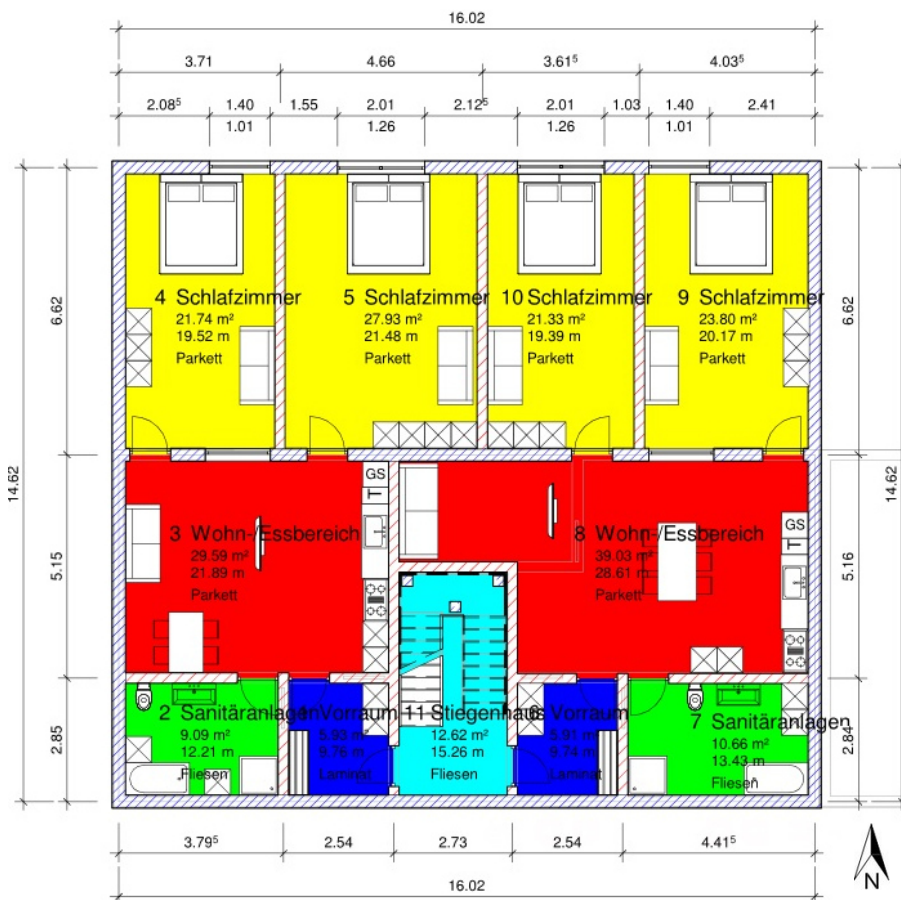 16.02
3.71 4.66 3.61⁵ 4.03⁵
2.08⁵ 1.40 1.55 2.01 2.12⁵ 2.01 1.03 1.40 2.41
1.01 1.26 1.26 1.01
4 Schlafzimmer
21.74 m²
19.52 m
Parkett
5 Schlafzimmer
27.93 m²
21.48 m
Parkett
10 Schlafzimmer
21.33 m²
19.39 m
Parkett
9 Schlafzimmer
23.80 m²
20.17 m
Parkett
6.62
6.62
14.62
14.62
GS
T
3 Wohn-/Essbereich
29.59 m²
21.89 m
Parkett
8 Wohn-/Essbereich
39.03 m²
28.61 m
Parkett
GS
T
5.15
5.16
2 Sanitäranlagen
9.09 m²
12.21 m
Fliesen
1 Vorraum
5.93 m²
9.76 m
Laminat
11 Stiegenhaus
12.62 m²
15.26 m
Fliesen
6 Vorraum
5.91 m²
9.74 m
Laminat
7 Sanitäranlagen
10.66 m²
13.43 m
Fliesen
2.85
2.84
3.79⁵ 2.54 2.73 2.54 4.41⁵
16.02
N